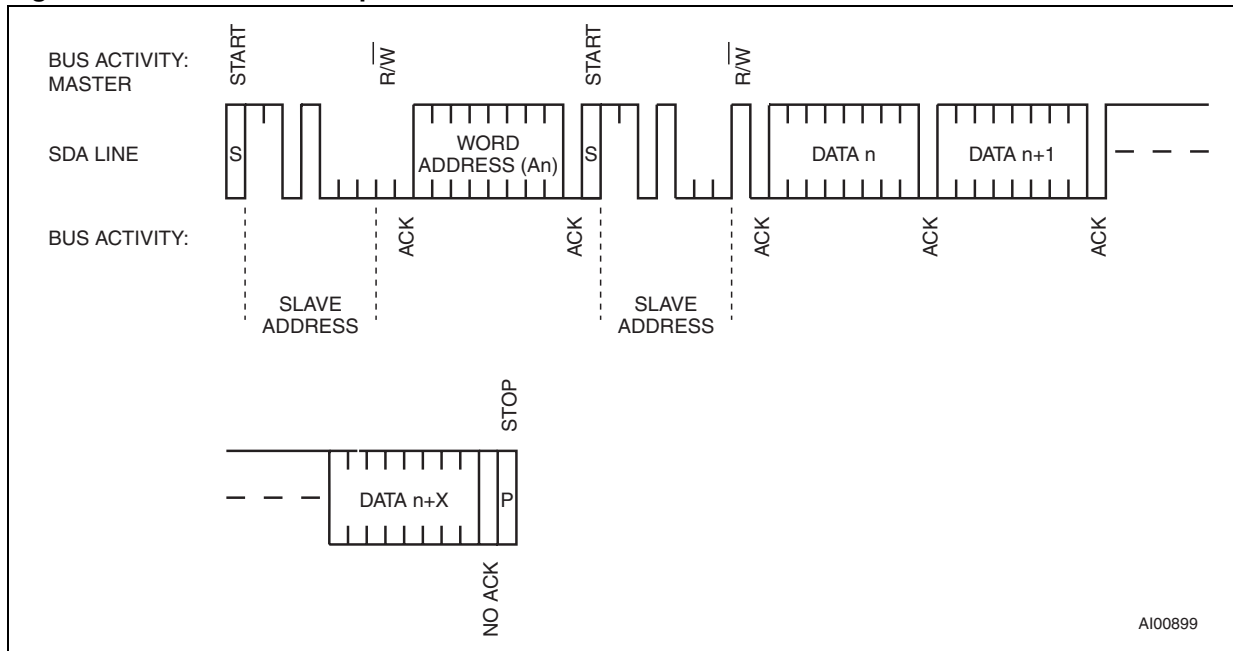 BUS ACTIVITY:
MASTER
START
R/W
START
R/W
SDA LINE
S
WORD
ADDRESS (An)
S
DATA n
DATA n+1
BUS ACTIVITY:
ACK
ACK
ACK
ACK
ACK
SLAVE
ADDRESS
SLAVE
ADDRESS
STOP
DATA n+X
P
NO ACK
AI00899